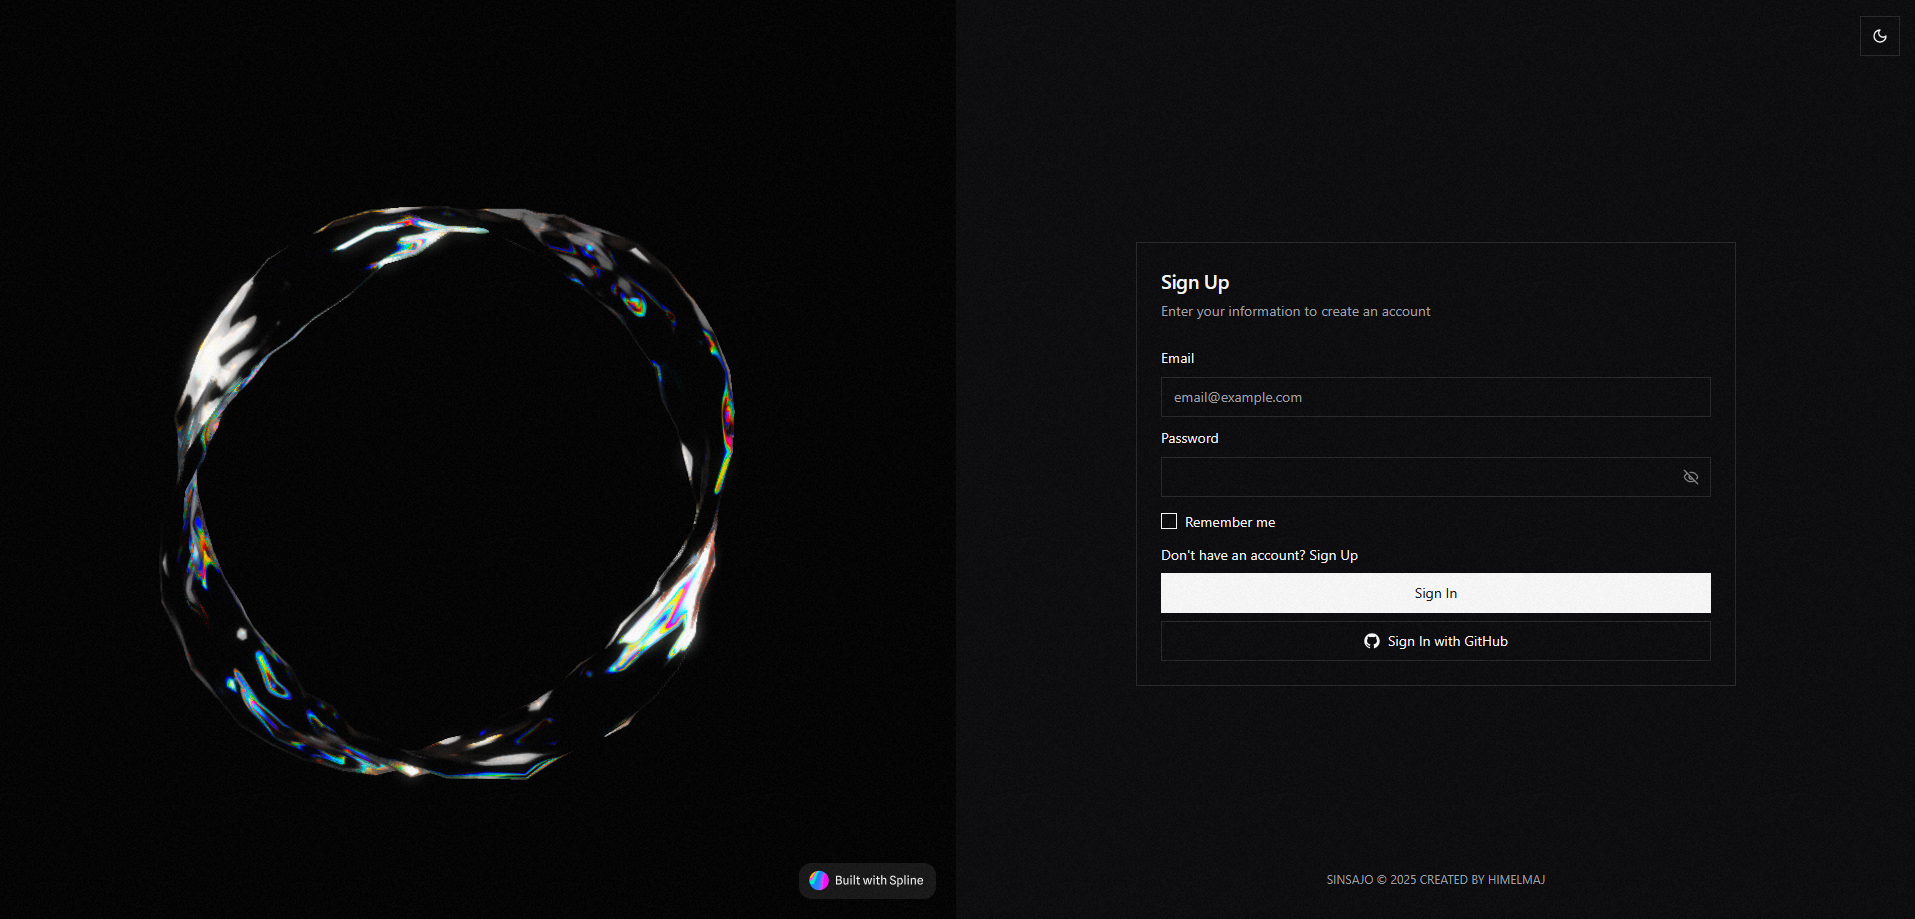 Sign Up
Enter your information to create an account
Email
email@example.com
Password
Remember me
Don't have an account? Sign Up
Sign In
Sign In with GitHub
Built with Spline
SINSAJO © 2025 CREATED BY HIMELMAJ